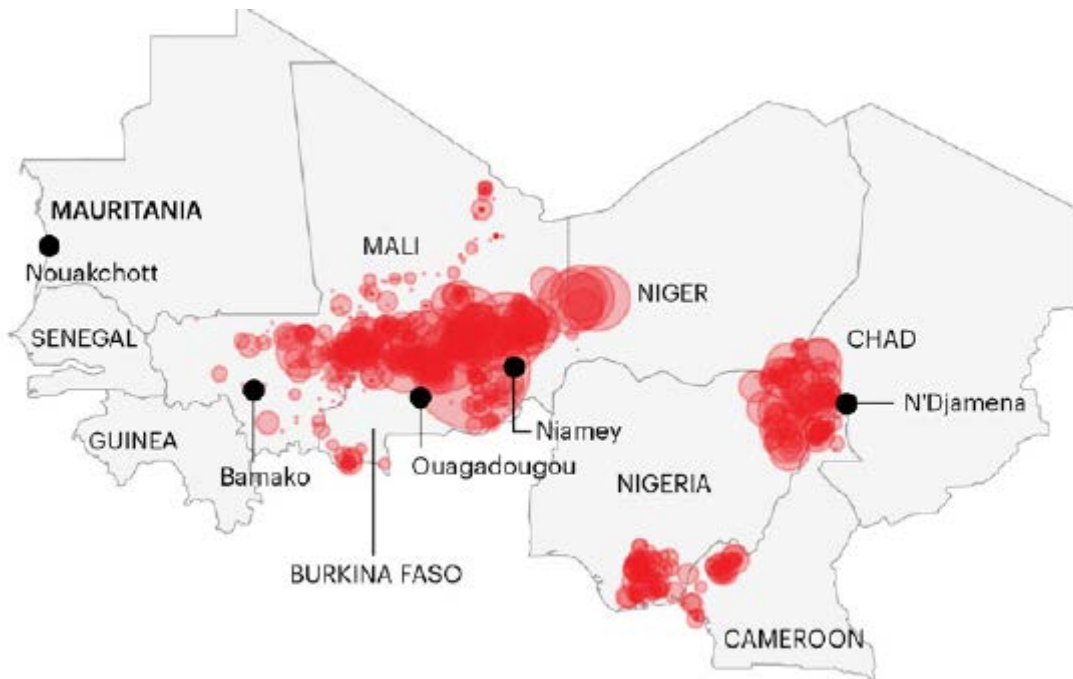 MAURITANIA
MALI
Nouakchott
NIGER
SENEGAL
CHAD
N'Djamena
GUINEA
Niamey
Bamako
Ouagadougou
NIGERIA
BURKINA FASO
CAMEROON